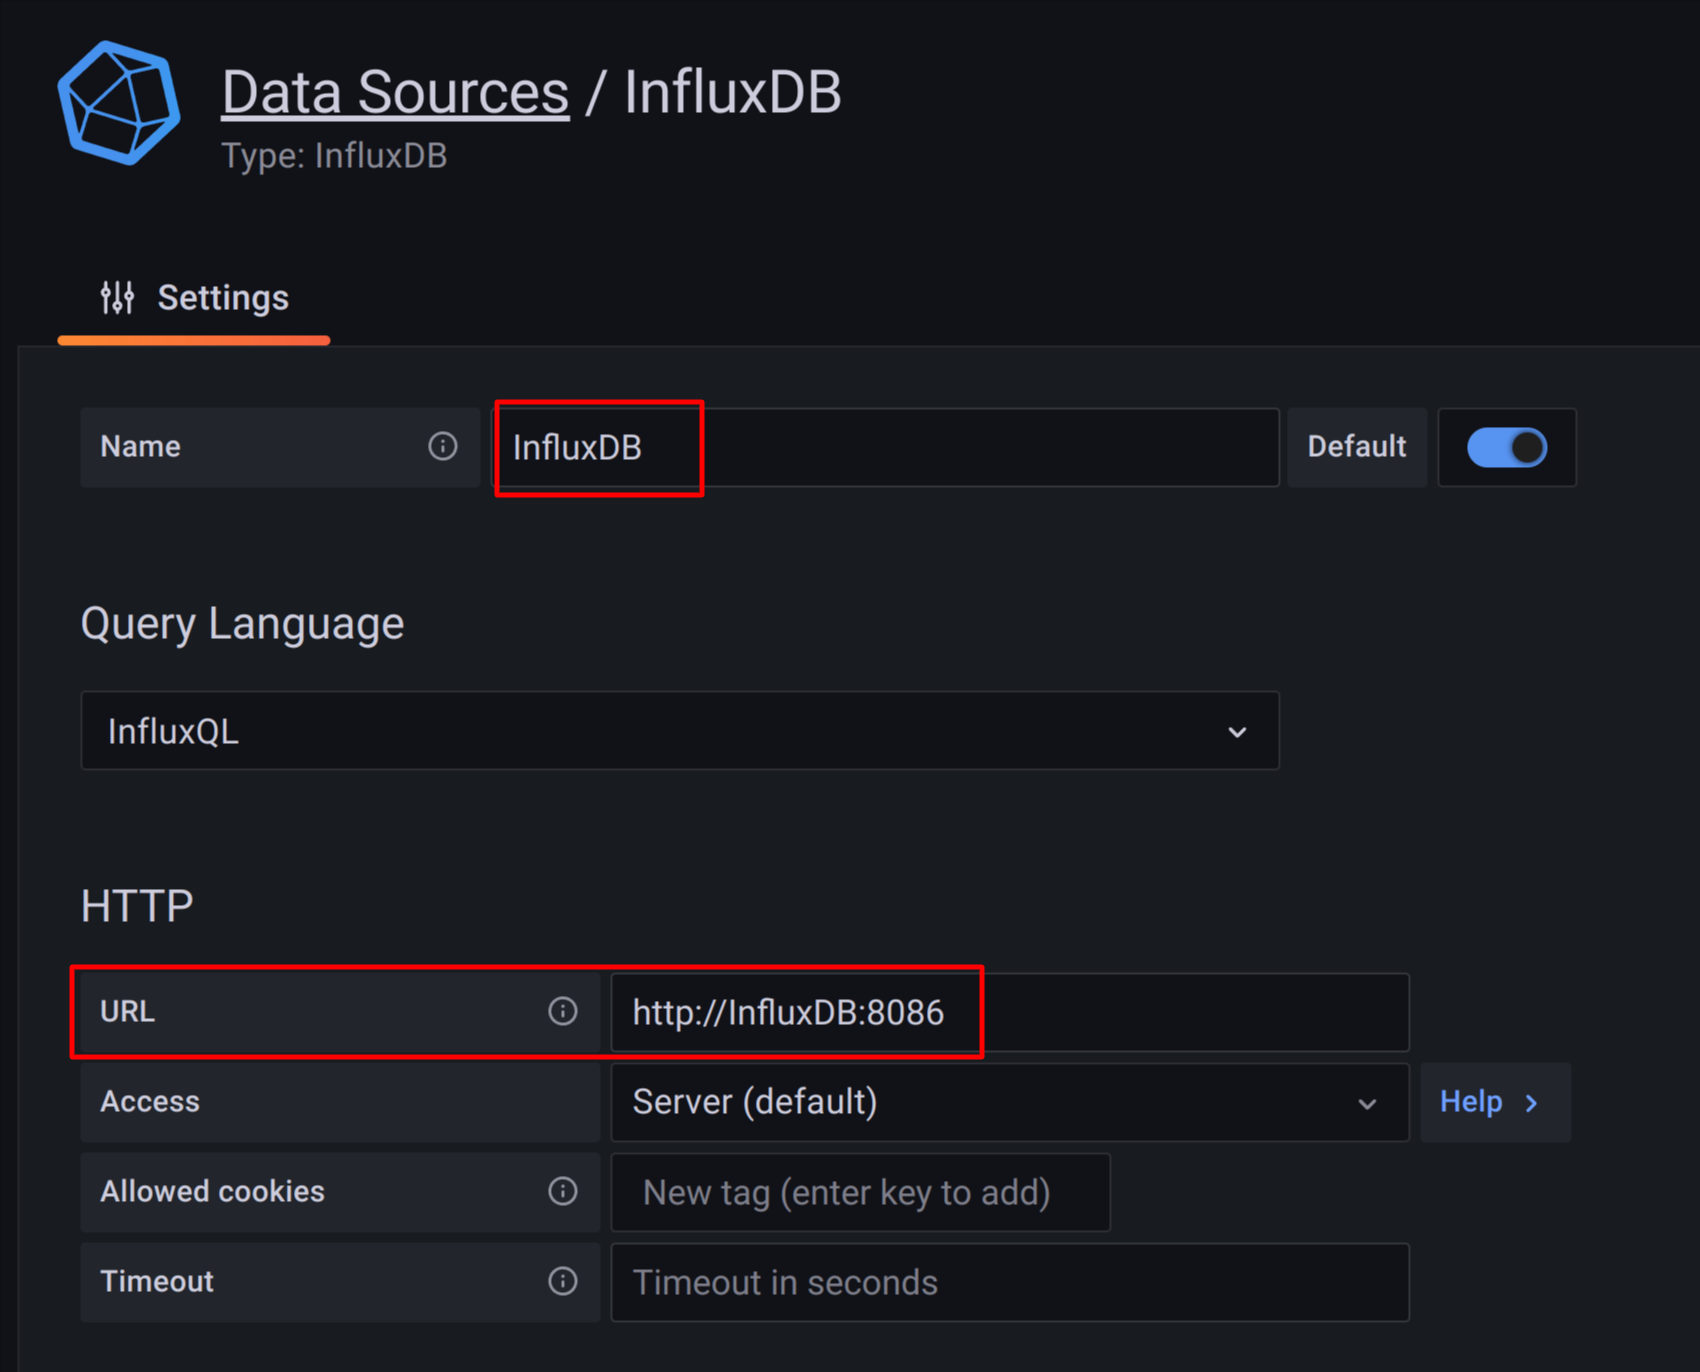 Data Sources / InfluxDB
Type: InfluxDB
Settings
Name InfluxDB Default
Query Language
InfluxQL
HTTP
URL http://InfluxDB:8086
Access Server (default) Help
Allowed cookies New tag (enter key to add)
Timeout Timeout in seconds